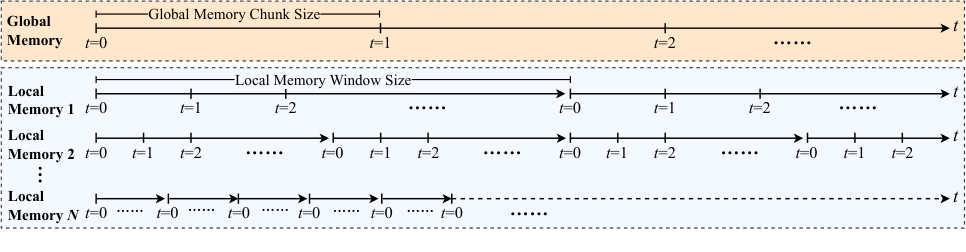 Global Memory Chunk Size
Global
Memory
t=0 t=1 t=2 ...... t
Local Memory Window Size
Local
Memory 1
t=0 t=1 t=2 ...... t=0 t=1 t=2 ...... t
Local
Memory 2
t=0 t=1 t=2 ...... t=0 t=1 t=2 ...... t=0 t=1 t=2 ...... t=0 t=1 t=2 t
Local
Memory N
t=0 ...... t=0 ...... t=0 ...... t=0 ...... t=0 ...... t=0 ...... t